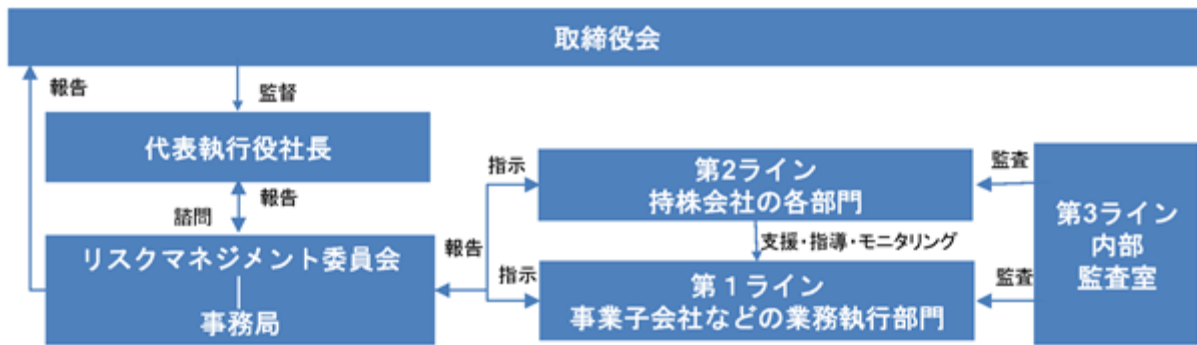 取締役会
報告
監督
代表執行役社長
諮問
報告
リスクマネジメント委員会
事務局
報告
指示
指示
第2ライン
持株会社の各部門
支援・指導・モニタリング
第１ライン
事業子会社などの業務執行部門
監査
監査
第3ライン
内部
監査室